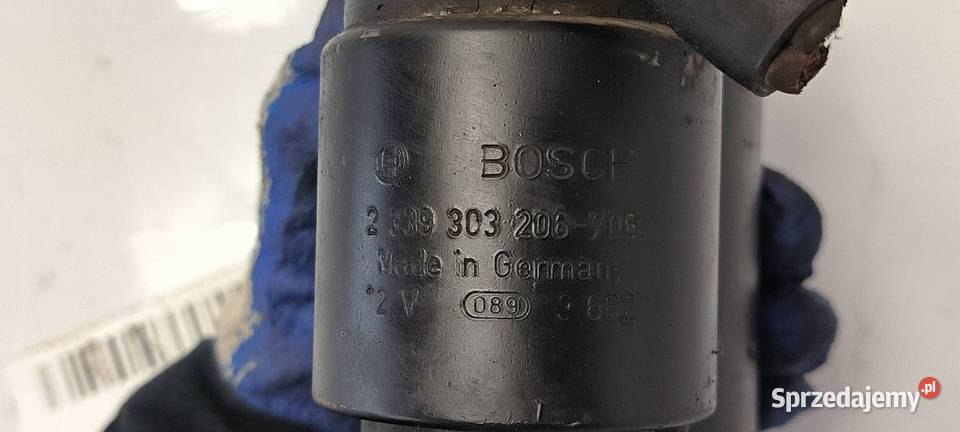 BOSCH
2 339 303 206-706
Made in Germany
12 V 089 3 662
Sprzedajemy.pl